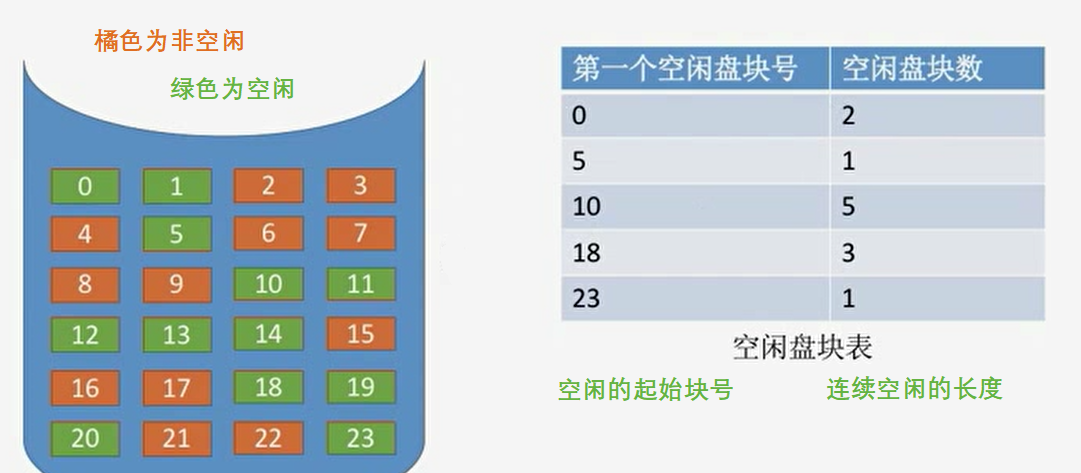 橘色为非空闲
绿色为空闲
0 1 2 3
4 5 6 7
8 9 10 11
12 13 14 15
16 17 18 19
20 21 22 23
第一个空闲盘块号 空闲盘块数
0 2
5 1
10 5
18 3
23 1
空闲盘块表
空闲的起始块号 连续空闲的长度